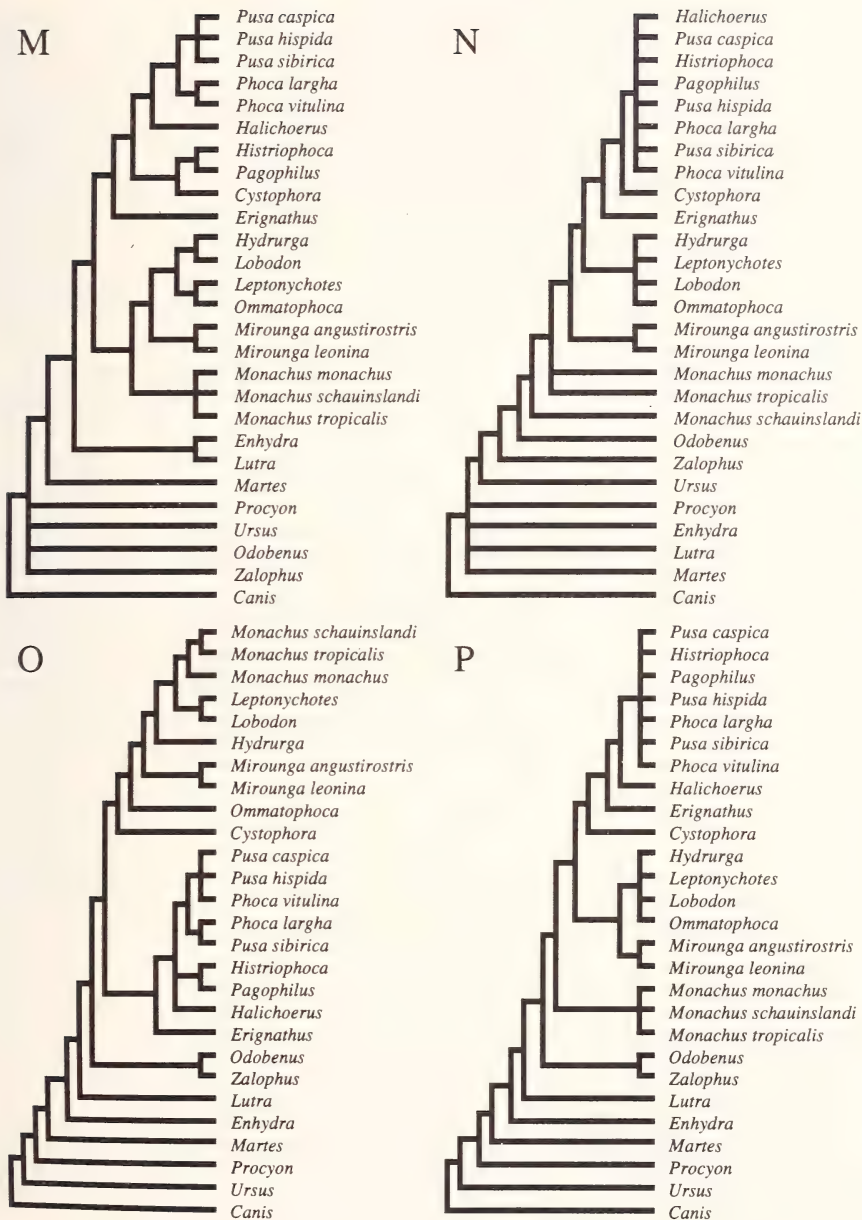 M
Pusa caspica
Pusa hispida
Pusa sibirica
Phoca largha
Phoca vitulina
Halichoerus
Histriophoca
Pagophilus
Cystophora
Erignathus
Hydrurga
Lobodon
Leptonychotes
Ommatophoca
Mirounga angustirostris
Mirounga leonina
Monachus monachus
Monachus schauinslandi
Monachus tropicalis
Enhydra
Lutra
Martes
Procyon
Ursus
Odobenus
Zalophus
Canis
N
Halichoerus
Pusa caspica
Histriophoca
Pagophilus
Pusa hispida
Phoca largha
Pusa sibirica
Phoca vitulina
Cystophora
Erignathus
Hydrurga
Leptonychotes
Lobodon
Ommatophoca
Mirounga angustirostris
Mirounga leonina
Monachus monachus
Monachus tropicalis
Monachus schauinslandi
Odobenus
Zalophus
Ursus
Procyon
Enhydra
Lutra
Martes
Canis
O
Monachus schauinslandi
Monachus tropicalis
Monachus monachus
Leptonychotes
Lobodon
Hydrurga
Mirounga angustirostris
Mirounga leonina
Ommatophoca
Cystophora
Pusa caspica
Pusa hispida
Phoca vitulina
Phoca largha
Pusa sibirica
Histriophoca
Pagophilus
Halichoerus
Erignathus
Odobenus
Zalophus
Lutra
Enhydra
Martes
Procyon
Ursus
Canis
P
Pusa caspica
Histriophoca
Pagophilus
Pusa hispida
Phoca largha
Pusa sibirica
Phoca vitulina
Halichoerus
Erignathus
Cystophora
Hydrurga
Leptonychotes
Lobodon
Ommatophoca
Mirounga angustirostris
Mirounga leonina
Monachus monachus
Monachus schauinslandi
Monachus tropicalis
Odobenus
Zalophus
Lutra
Enhydra
Martes
Procyon
Ursus
Canis